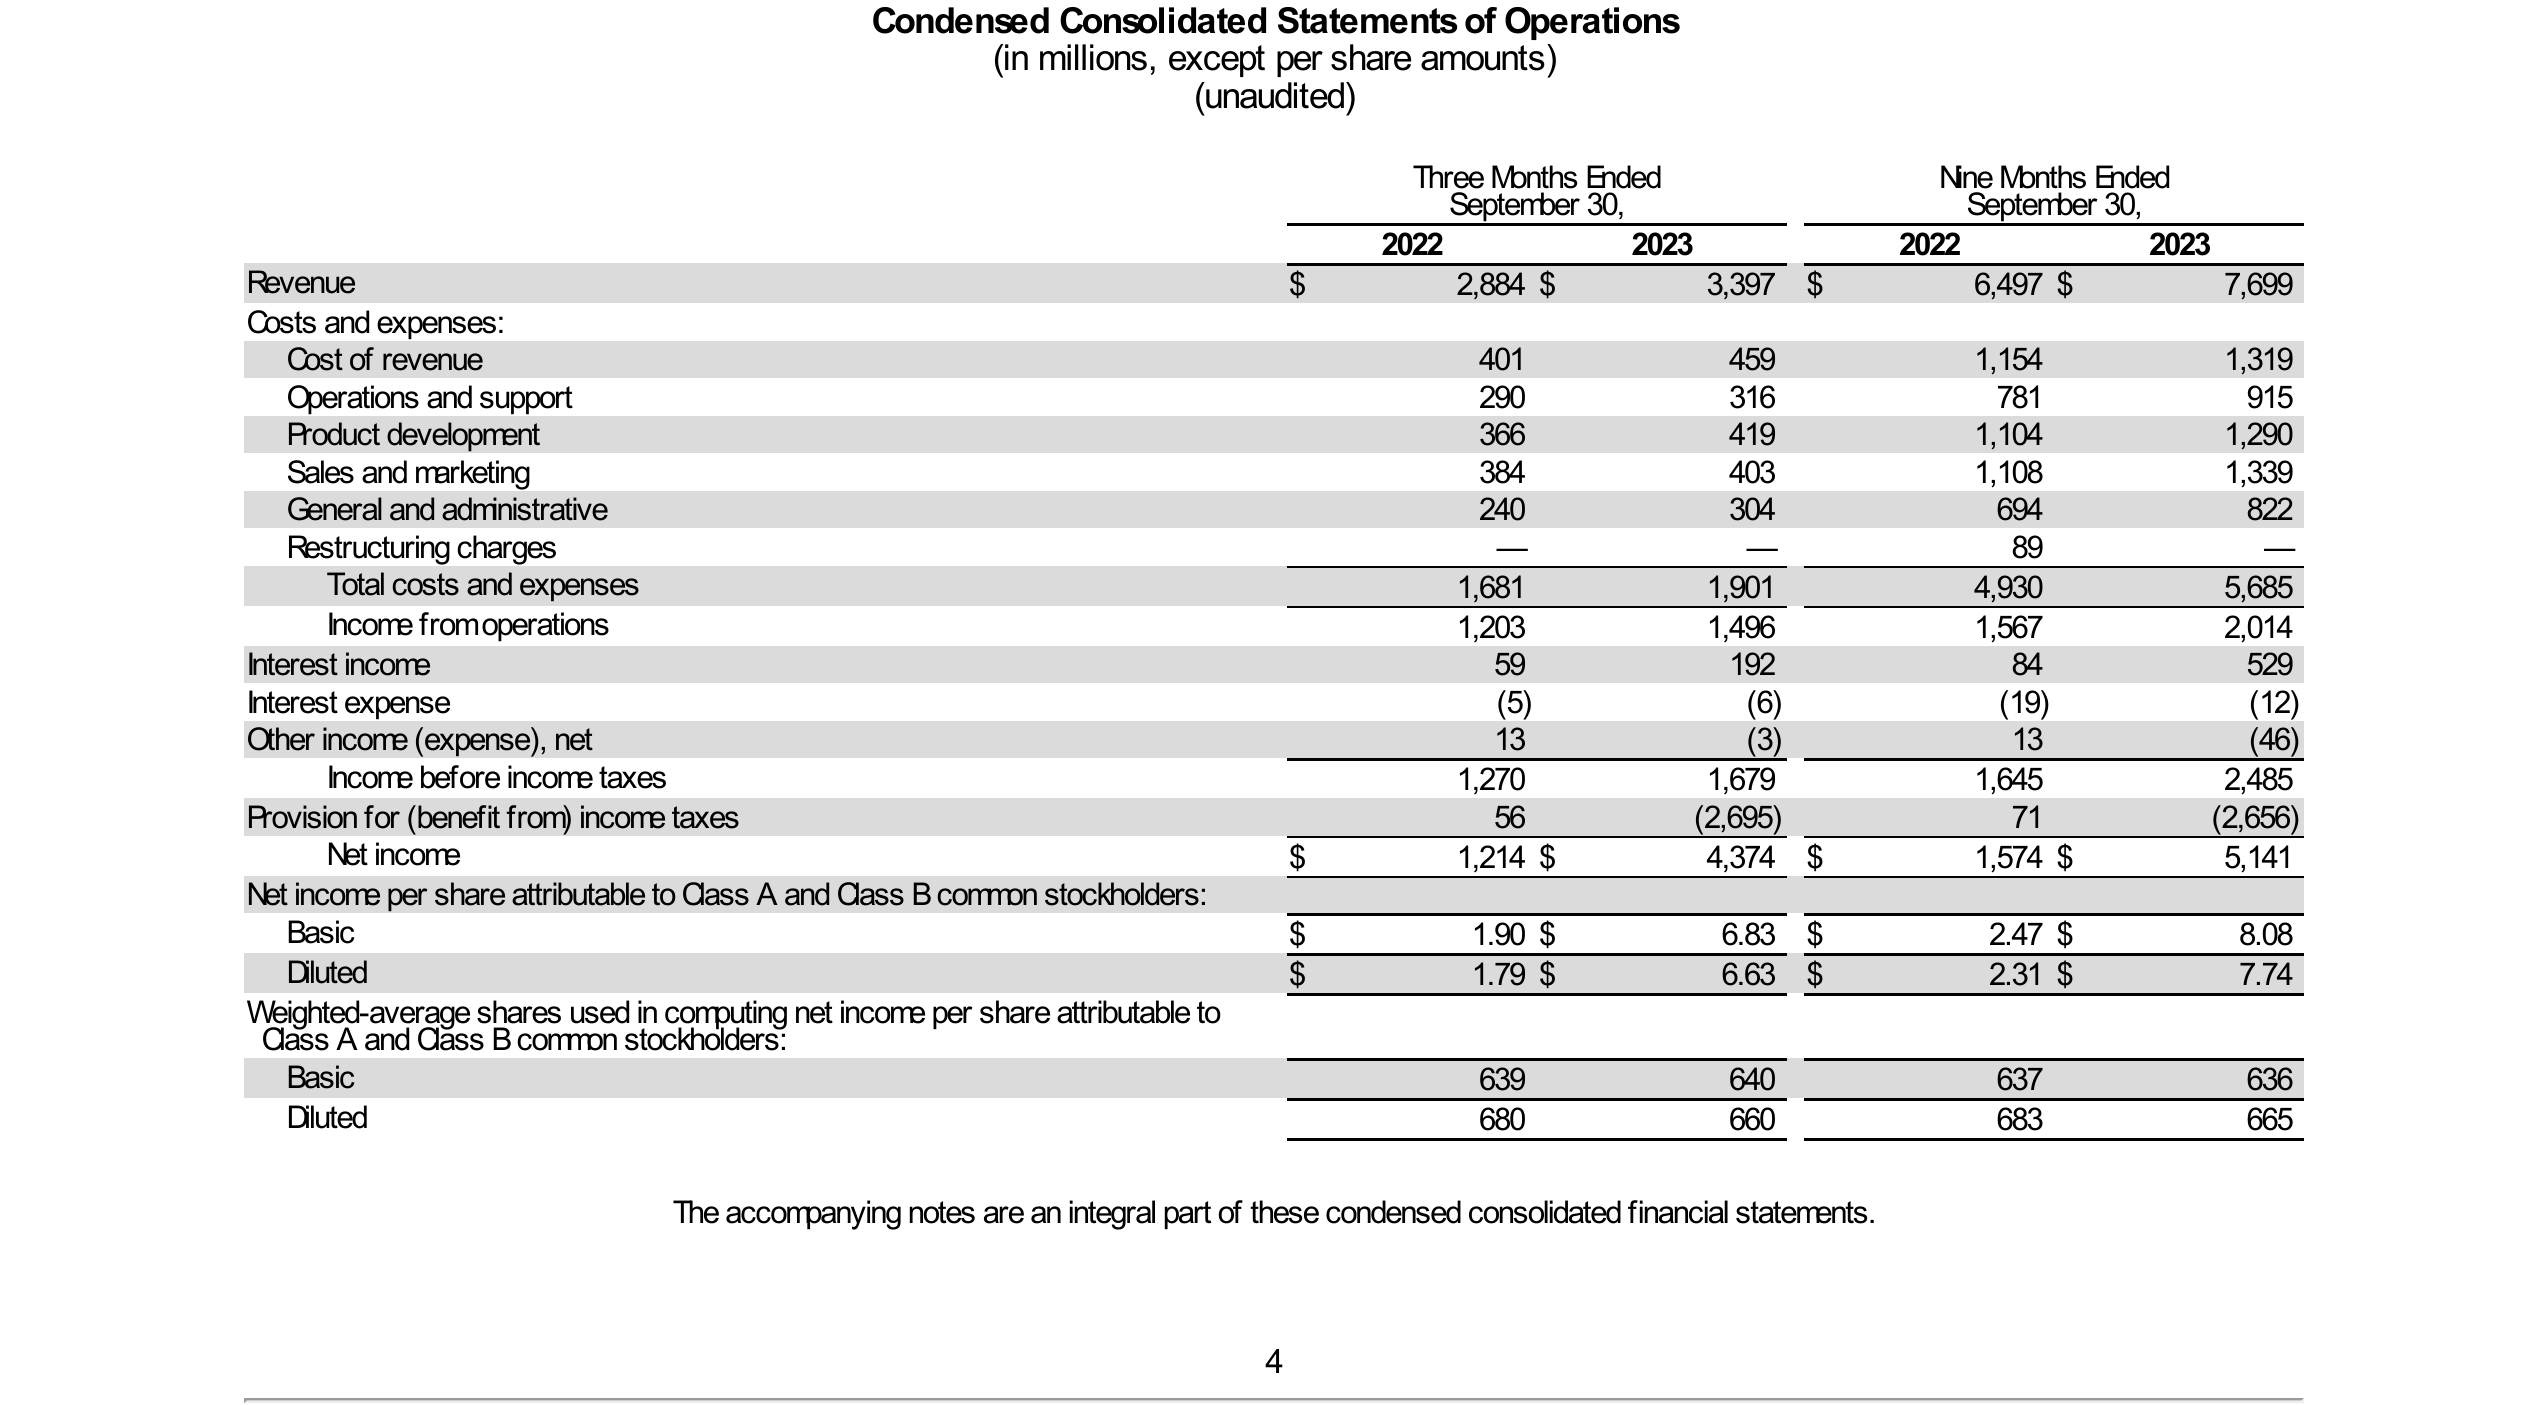 Condensed Consolidated Statements of Operations
(in millions, except per share amounts)
(unaudited)
Three Months Ended September 30, Nine Months Ended September 30,
2022 2023 2022 2023
Revenue $ 2,884 $ 3,397 $ 6,497 $ 7,699
Costs and expenses:
Cost of revenue 401 459 1,154 1,319
Operations and support 290 316 781 915
Product development 366 419 1,104 1,290
Sales and marketing 384 403 1,108 1,339
General and administrative 240 304 694 822
Restructuring charges — — 89 —
Total costs and expenses 1,681 1,901 4,930 5,685
Income from operations 1,203 1,496 1,567 2,014
Interest income 59 192 84 529
Interest expense (5) (6) (19) (12)
Other income (expense), net 13 (3) 13 (46)
Income before income taxes 1,270 1,679 1,645 2,485
Provision for (benefit from) income taxes 56 (2,695) 71 (2,656)
Net income $ 1,214 $ 4,374 $ 1,574 $ 5,141
Net income per share attributable to Class A and Class B common stockholders:
Basic $ 1.90 $ 6.83 $ 2.47 $ 8.08
Diluted $ 1.79 $ 6.63 $ 2.31 $ 7.74
Weighted-average shares used in computing net income per share attributable to
Class A and Class B common stockholders:
Basic 639 640 637 636
Diluted 680 660 683 665
The accompanying notes are an integral part of these condensed consolidated financial statements.
4